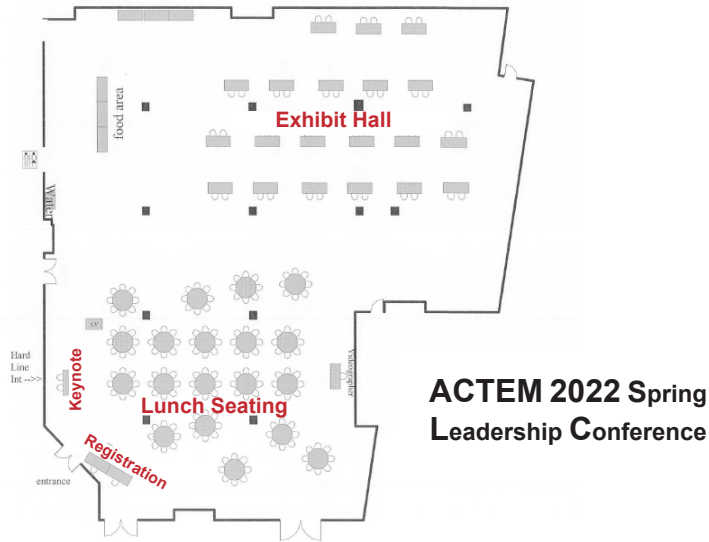 food area
Exhibit Hall
Water
AV
Hard
Line
Int -->>
Keynote
Videographer
Lunch Seating
ACTEM 2022 Spring
Leadership Conference
Registration
entrance